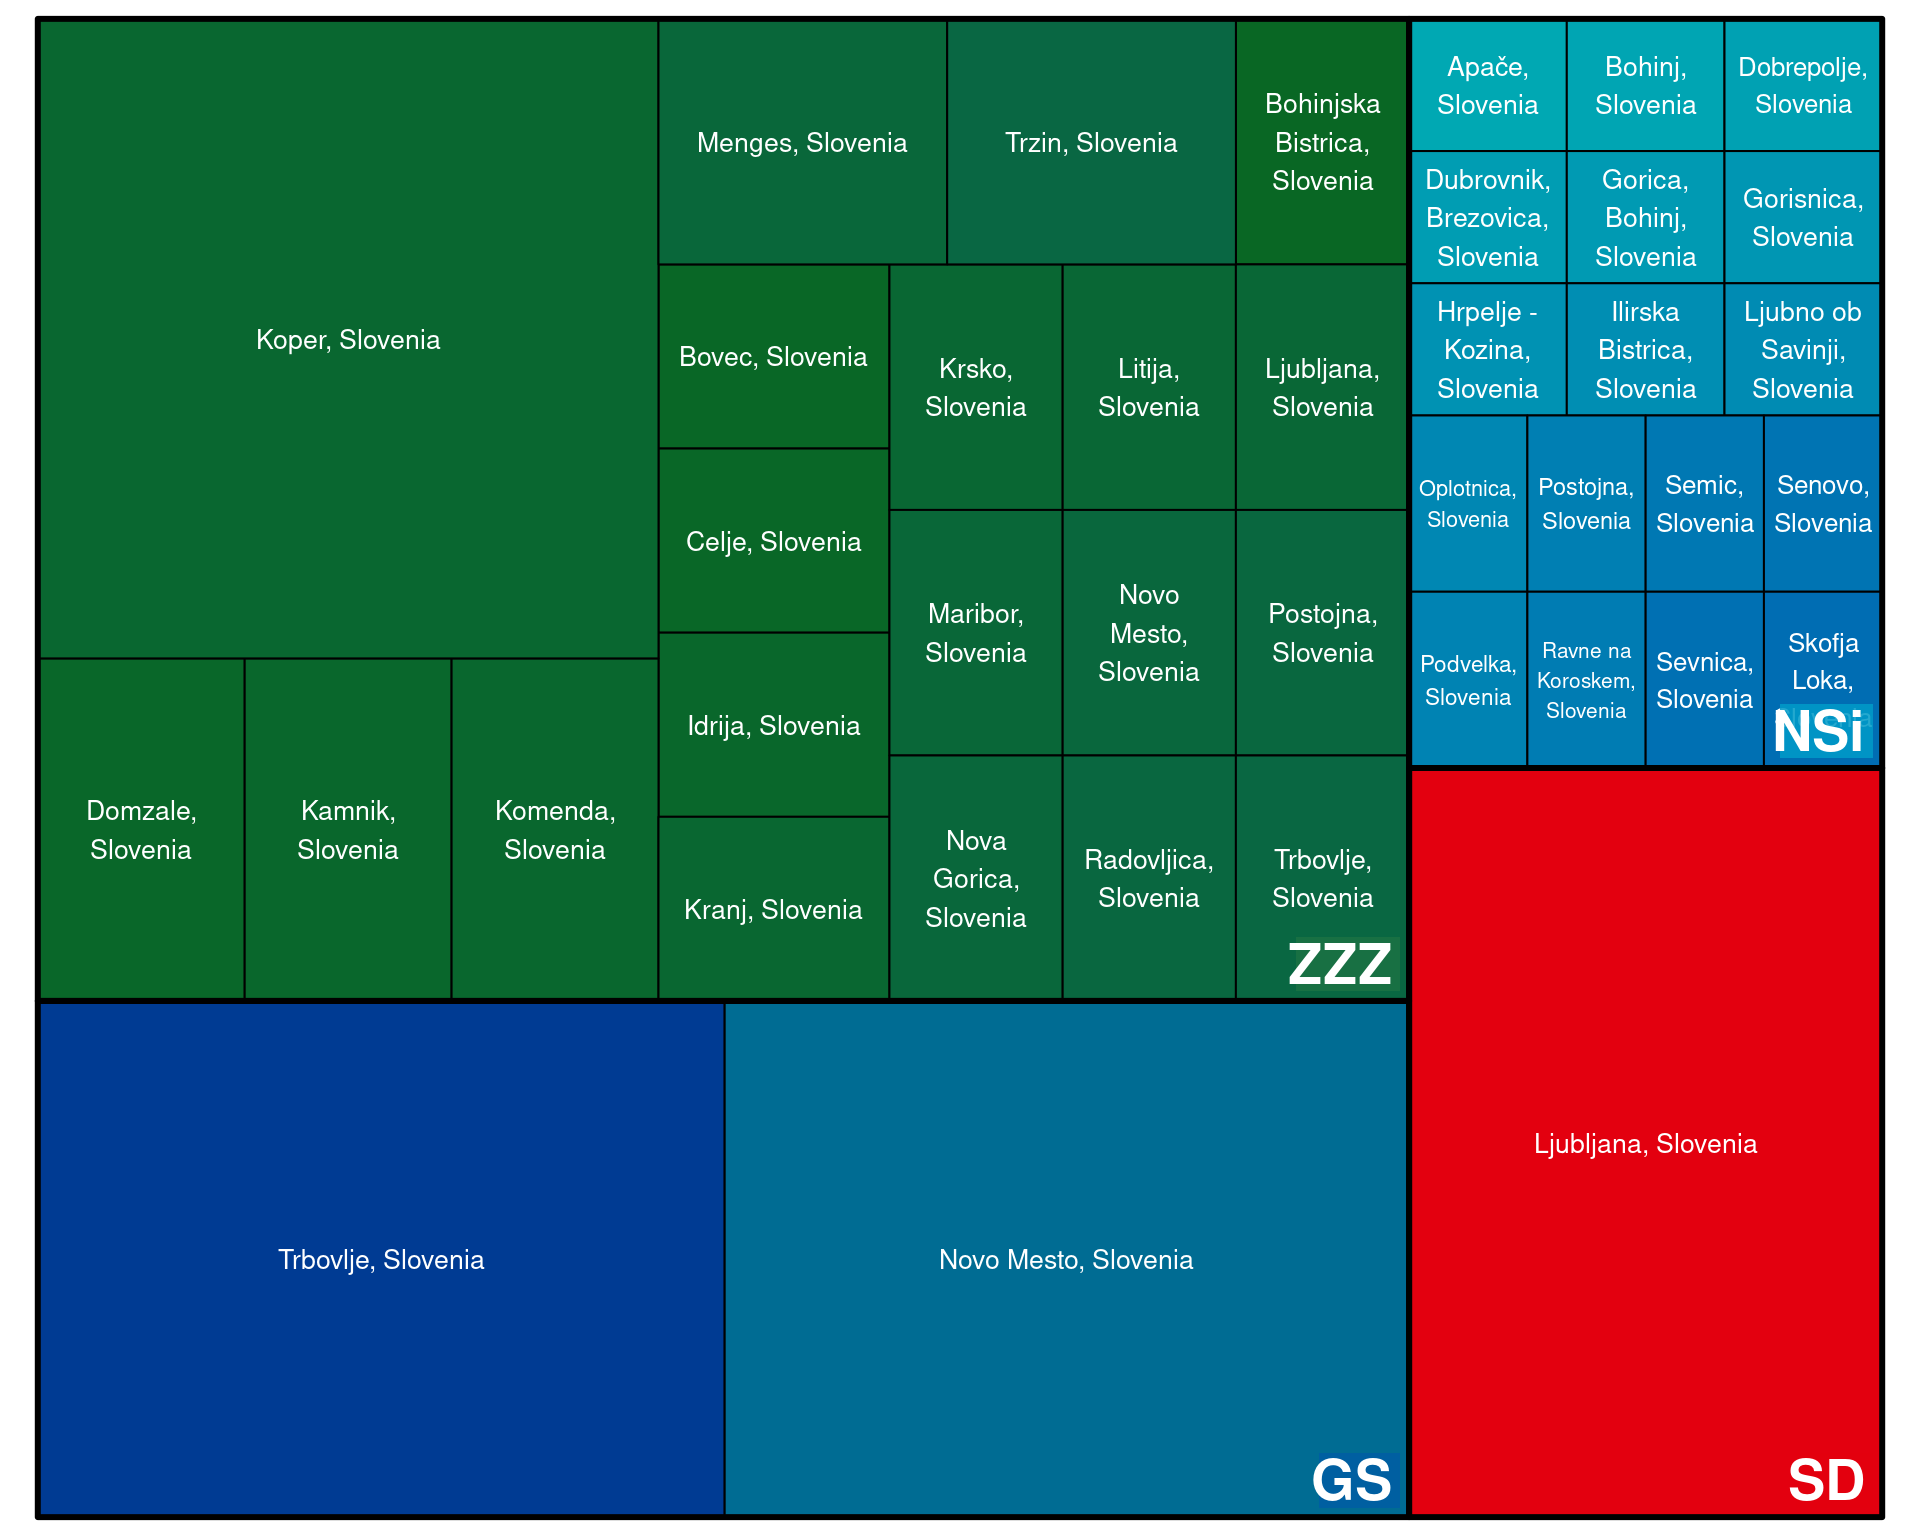 Koper, Slovenia
Menges, Slovenia
Trzin, Slovenia
Bohinjska
Bistrica,
Slovenia
Bovec, Slovenia
Celje, Slovenia
Idrija, Slovenia
Kranj, Slovenia
Krsko,
Slovenia
Litija,
Slovenia
Ljubljana,
Slovenia
Maribor,
Slovenia
Novo
Mesto,
Slovenia
Postojna,
Slovenia
Nova
Gorica,
Slovenia
Radovljica,
Slovenia
Trbovlje,
Slovenia
Domzale,
Slovenia
Kamnik,
Slovenia
Komenda,
Slovenia
ZZZ
Trbovlje, Slovenia
Novo Mesto, Slovenia
GS
Apače,
Slovenia
Bohinj,
Slovenia
Dobrepolje,
Slovenia
Dubrovnik,
Brezovica,
Slovenia
Gorica,
Bohinj,
Slovenia
Gorisnica,
Slovenia
Hrpelje -
Kozina,
Slovenia
Ilirska
Bistrica,
Slovenia
Ljubno ob
Savinji,
Slovenia
Oplotnica,
Slovenia
Postojna,
Slovenia
Semic,
Slovenia
Senovo,
Slovenia
Podvelka,
Slovenia
Ravne na
Koroskem,
Slovenia
Sevnica,
Slovenia
Skofja
Loka,
NSi
Ljubljana, Slovenia
SD